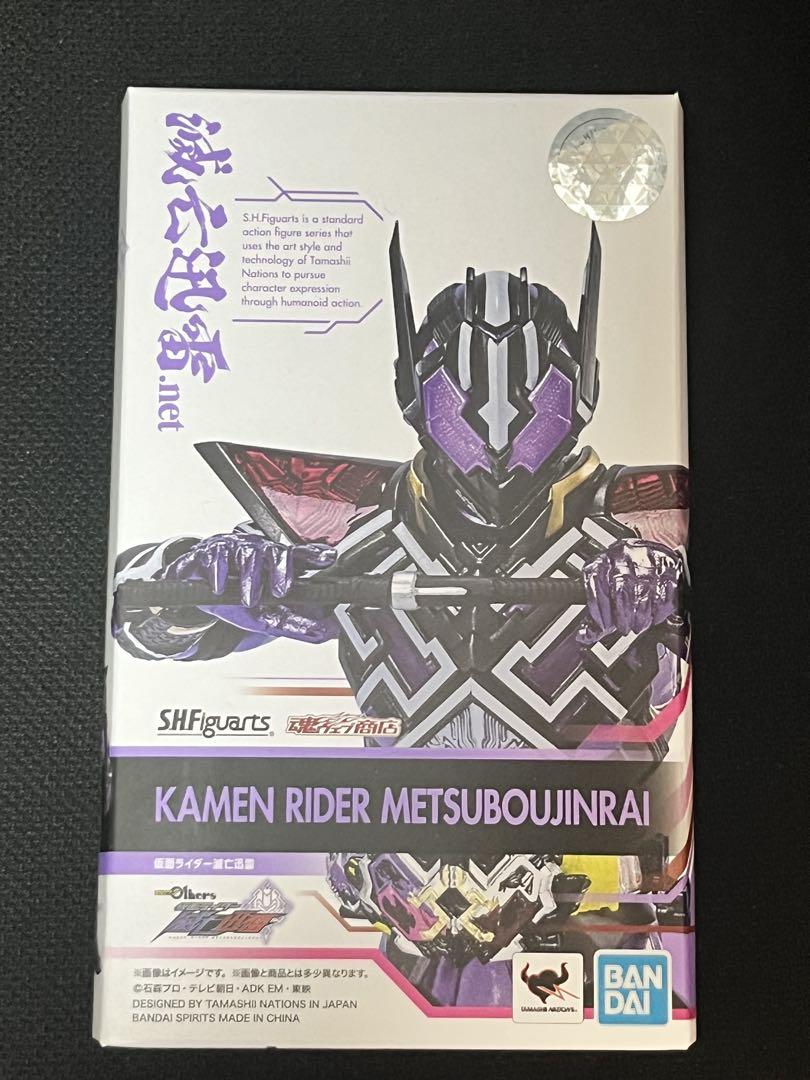 滅亡迅雷.net
S.H.Figuarts is a standard
action figure series that
uses the art style and
technology of Tamashii
Nations to pursue
character expression
through humanoid action.
S.H.Figuarts®
魂ウェブ商店
KAMEN RIDER METSUBOUJINRAI
仮面ライダー滅亡迅雷
Others
※画像はイメージです。 ※画像と商品とは多少異なります。
©石森プロ・テレビ朝日・ADK EM・東映
DESIGNED BY TAMASHII NATIONS IN JAPAN
BANDAI SPIRITS MADE IN CHINA
TAMASHII NATIONS
BAN
DAI